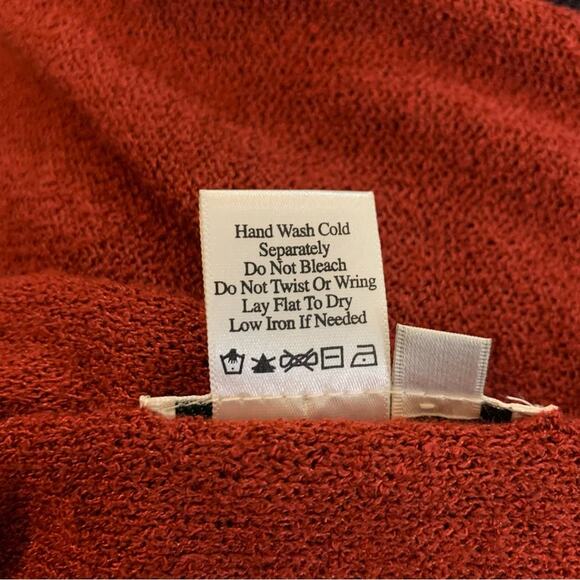 Hand Wash Cold
Separately
Do Not Bleach
Do Not Twist Or Wring
Lay Flat To Dry
Low Iron If Needed